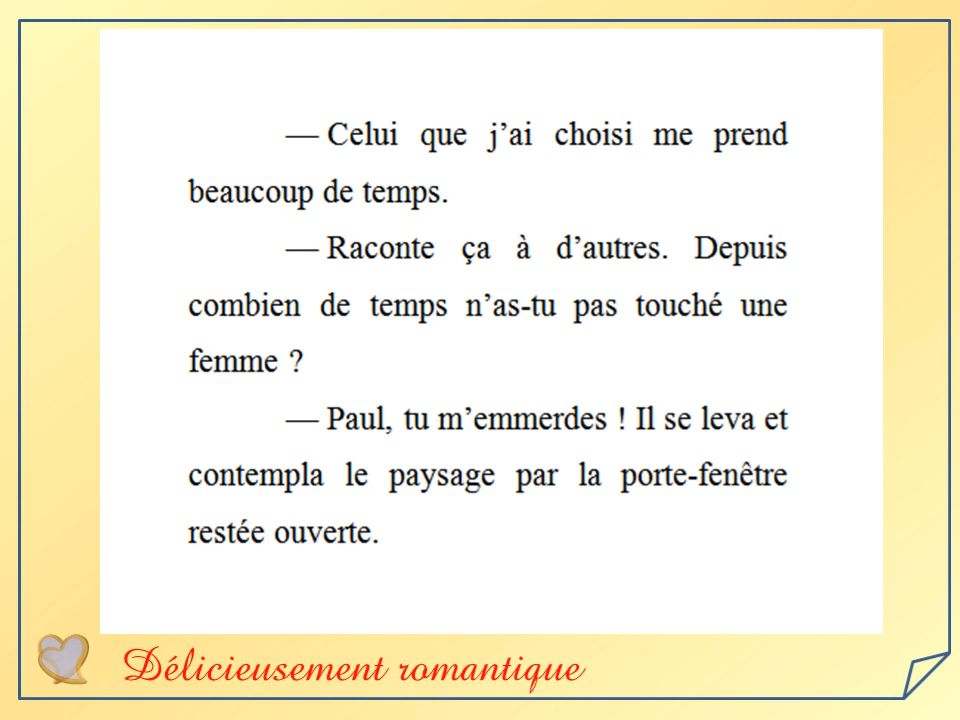 — Celui que j’ai choisi me prend
beaucoup de temps.
— Raconte ça à d’autres. Depuis
combien de temps n’as-tu pas touché une
femme ?
— Paul, tu m’emmerdes ! Il se leva et
contempla le paysage par la porte-fenêtre
restée ouverte.
Délicieusement romantique